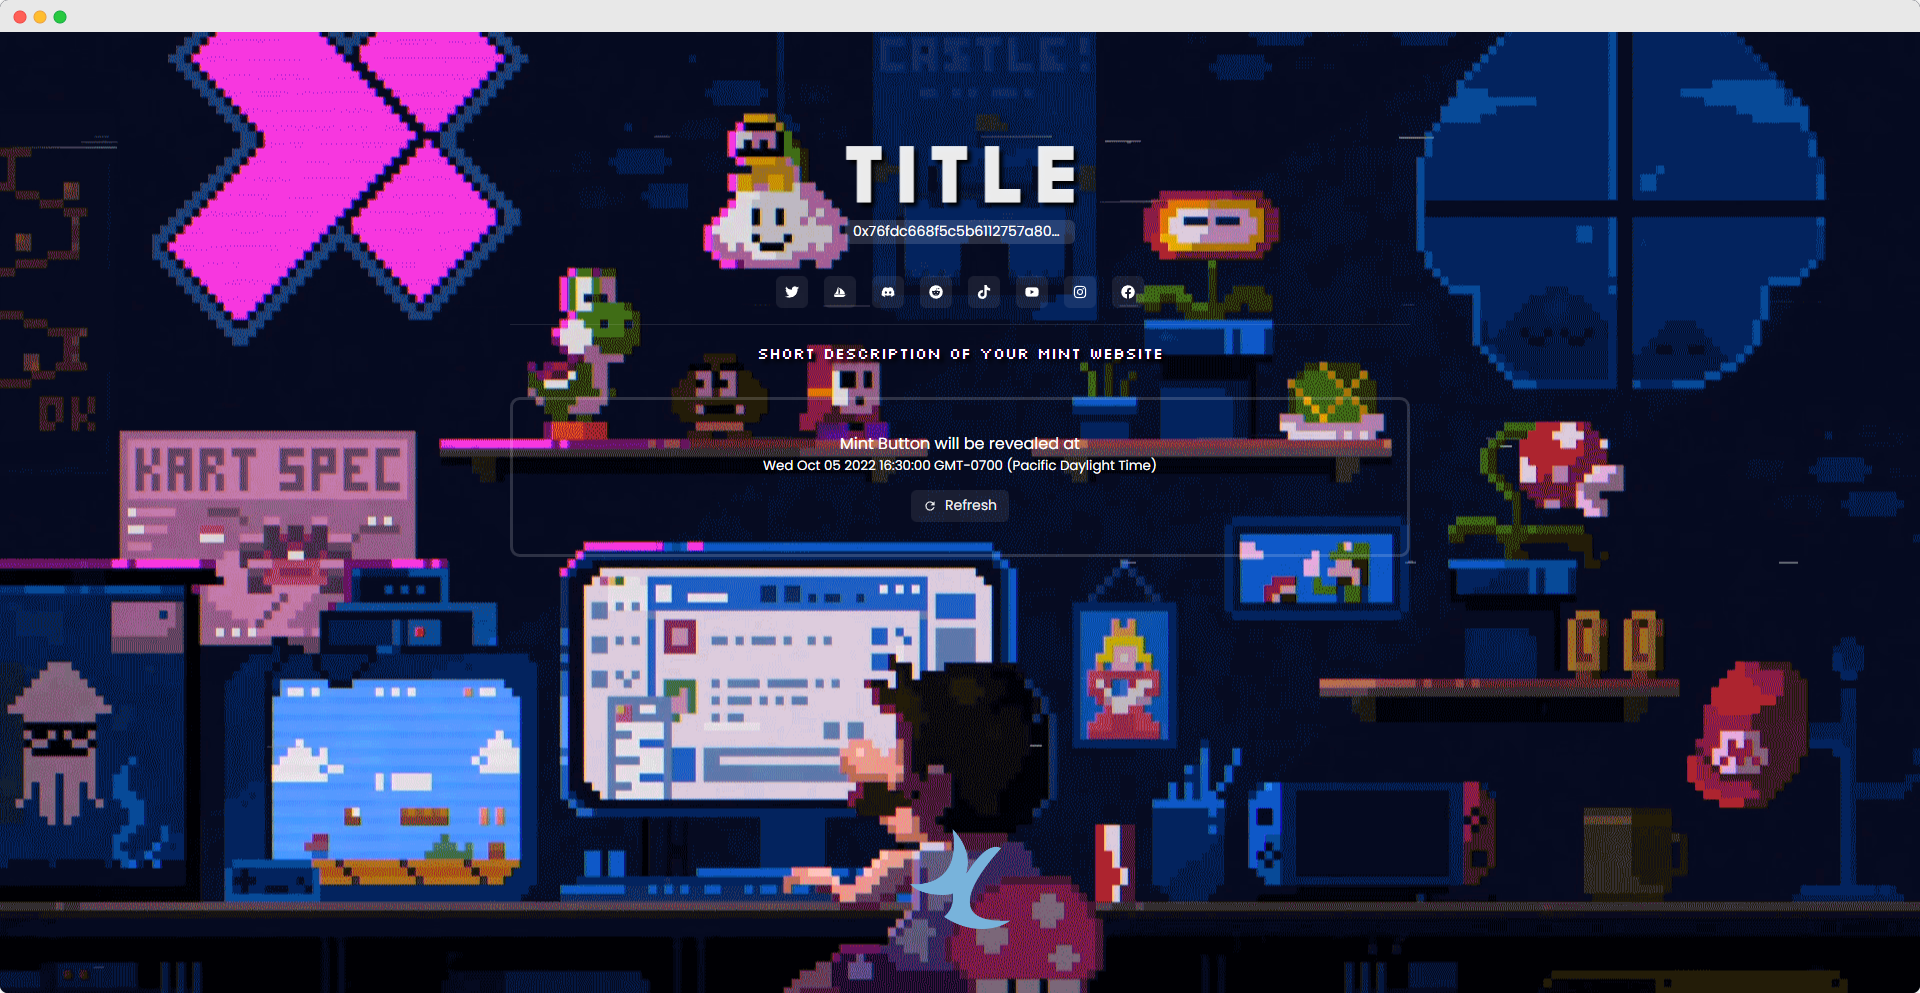 CASTLE!
TITLE
0x76fdc668f5c5b6112757a80...
SHORT DESCRIPTION OF YOUR MINT WEBSITE
OK
Mint Button will be revealed at
KART SPEC
Wed Oct 05 2022 16:30:00 GMT-0700 (Pacific Daylight Time)
Refresh